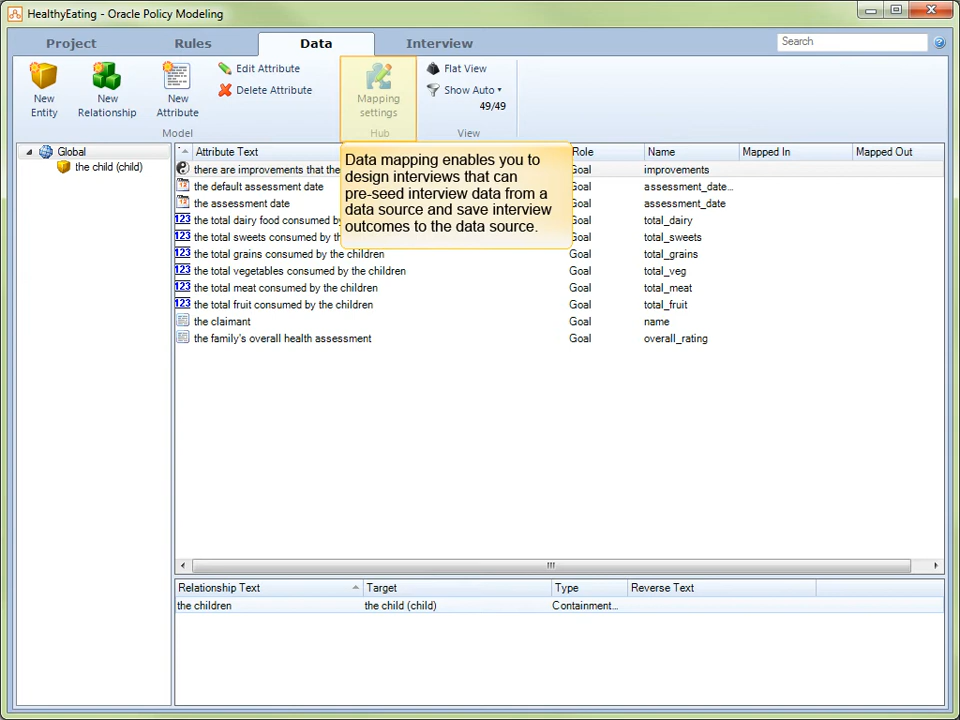 HealthyEating - Oracle Policy Modeling
Project Rules Data Interview Search
New Entity
New Relationship
New Attribute
Edit Attribute
Delete Attribute
Model
Mapping settings
Hub
Flat View
Show Auto
49/49
View
Global
the child (child)
Attribute Text Role Name Mapped In Mapped Out
there are improvements that the Goal improvements
the default assessment date Goal assessment_date...
the assessment date Goal assessment_date
the total dairy food consumed by Goal total_dairy
the total sweets consumed by th Goal total_sweets
the total grains consumed by the children Goal total_grains
the total vegetables consumed by the children Goal total_veg
the total meat consumed by the children Goal total_meat
the total fruit consumed by the children Goal total_fruit
the claimant Goal name
the family's overall health assessment Goal overall_rating
Data mapping enables you to
design interviews that can
pre-seed interview data from a
data source and save interview
outcomes to the data source.
Relationship Text Target Type Reverse Text
the children the child (child) Containment...